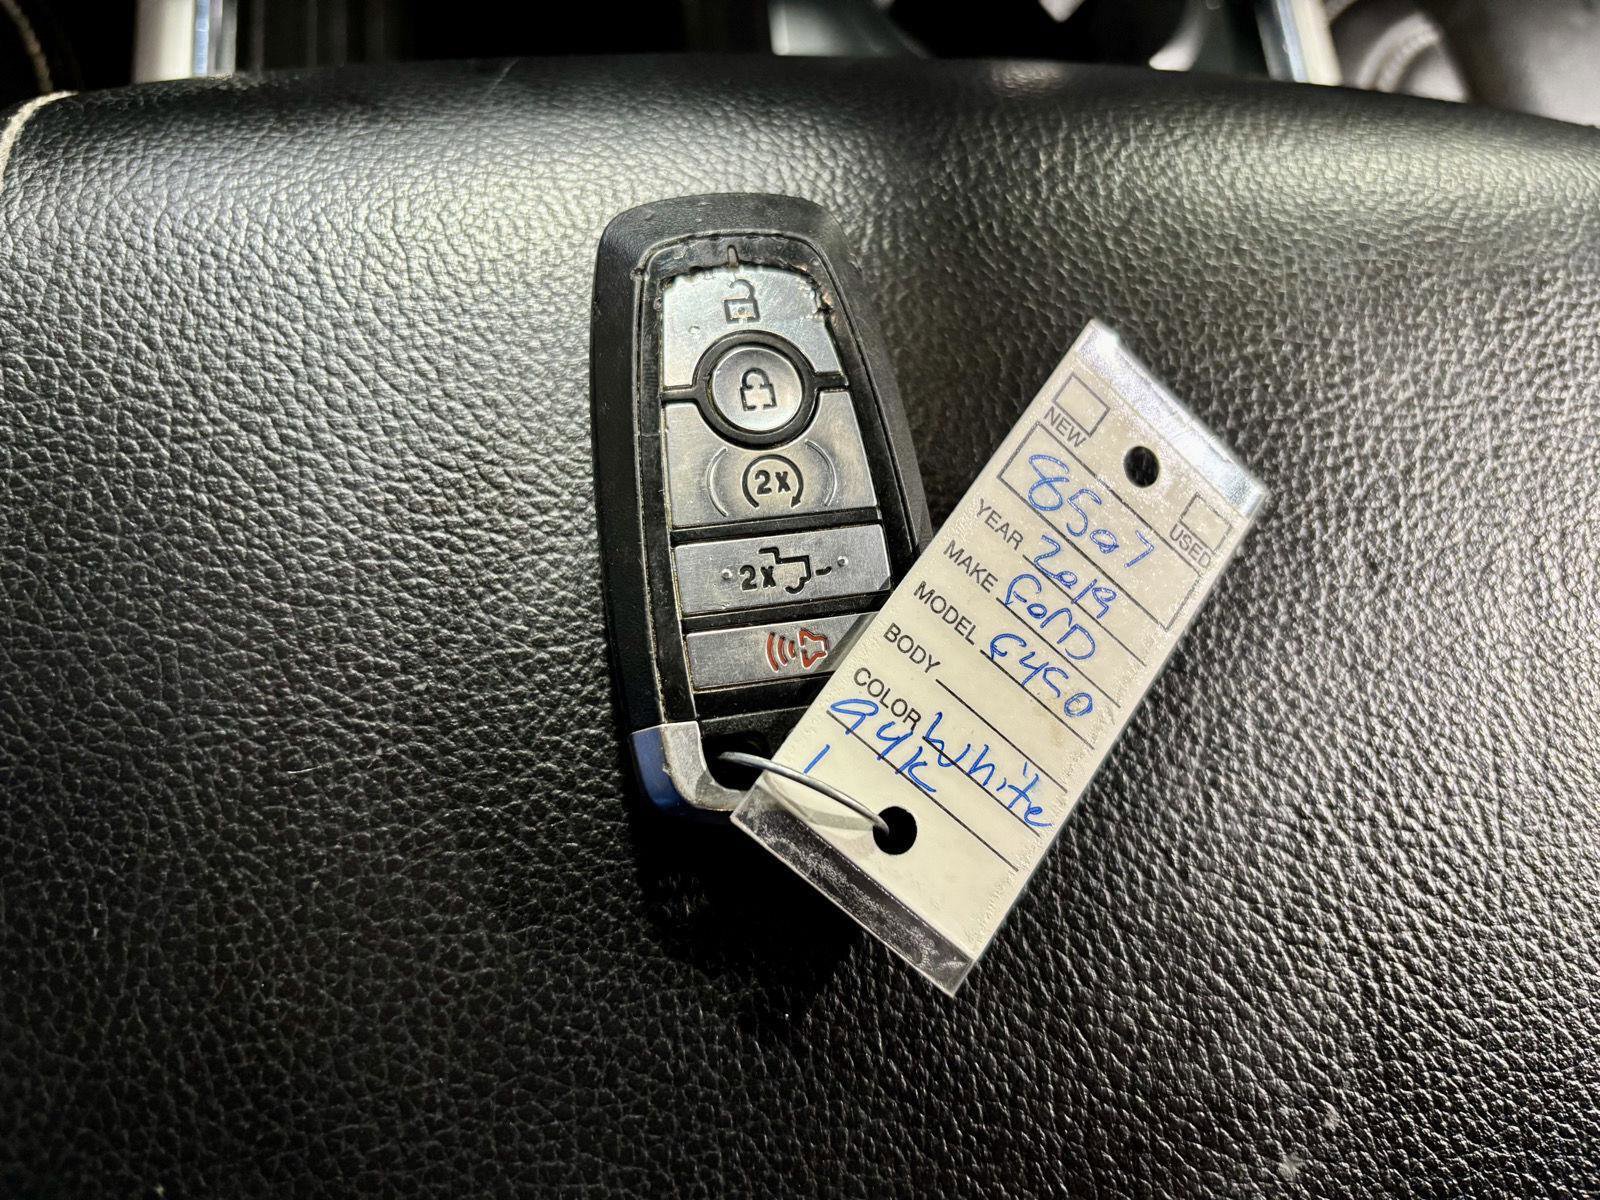 2x
2x
NEW
USED
8507
YEAR 2019
MAKE FORD
MODEL F450
BODY
COLOR White
94K
1